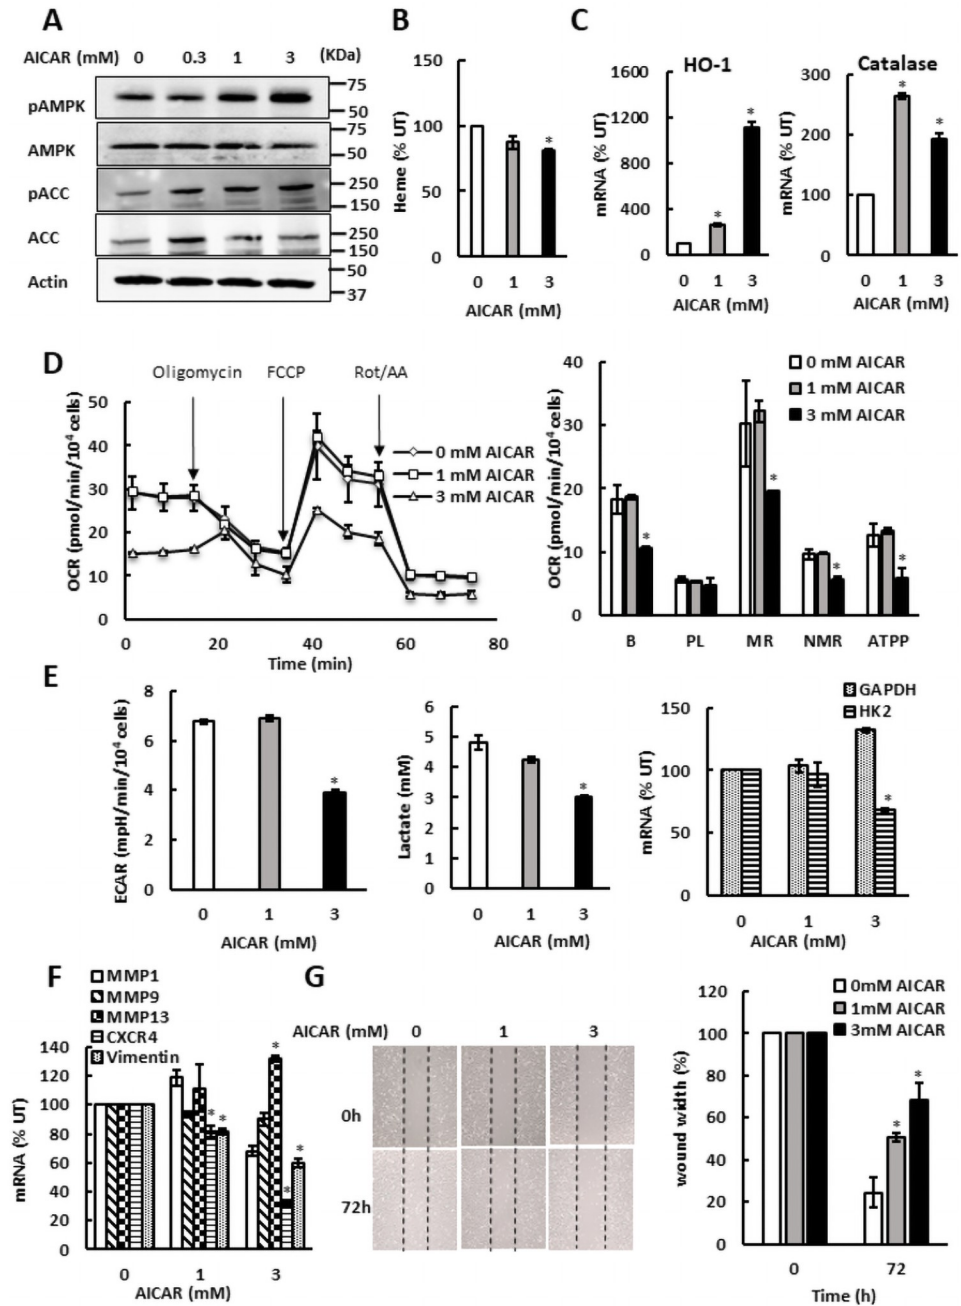 A
AICAR (mM) 0 0.3 1 3 (KDa)
pAMPK 75
50
AMPK 75
50
pACC 250
150
ACC 250
150
Actin 50
37
B
150
100
50
0
Heme (% UT)
0 1 3
AICAR (mM)
C
HO-1
1600
1200
800
400
0
mRNA (% UT)
*
*
0 1 3
AICAR (mM)
Catalase
300
200
100
0
mRNA (% UT)
*
*
0 1 3
AICAR (mM)
*
D
Oligomycin FCCP Rot/AA
50
40
30
20
10
0
OCR (pmol/min/10⁴ cells)
0 mM AICAR
1 mM AICAR
3 mM AICAR
0 20 40 60 80
Time (min)
40
30
20
10
0
OCR (pmol/min/10⁴ cells)
0 mM AICAR
1 mM AICAR
3 mM AICAR
* * * *
B PL MR NMR ATPP
E
8
6
4
2
0
ECAR (mpH/min/10⁴ cells)
*
0 1 3
AICAR (mM)
6
5
4
3
2
1
0
Lactate (mM)
*
0 1 3
AICAR (mM)
GAPDH
HK2
150
100
50
0
mRNA (% UT)
*
0 1 3
AICAR (mM)
F
MMP1
MMP9
MMP13
CXCR4
Vimentin
140
120
100
80
60
40
20
0
mRNA (% UT)
* * * * *
0 1 3
AICAR (mM)
G
AICAR (mM) 0 1 3
0h
72h
120
100
80
60
40
20
0
wound width (%)
0mM AICAR
1mM AICAR
3mM AICAR
* *
0 72
Time (h)